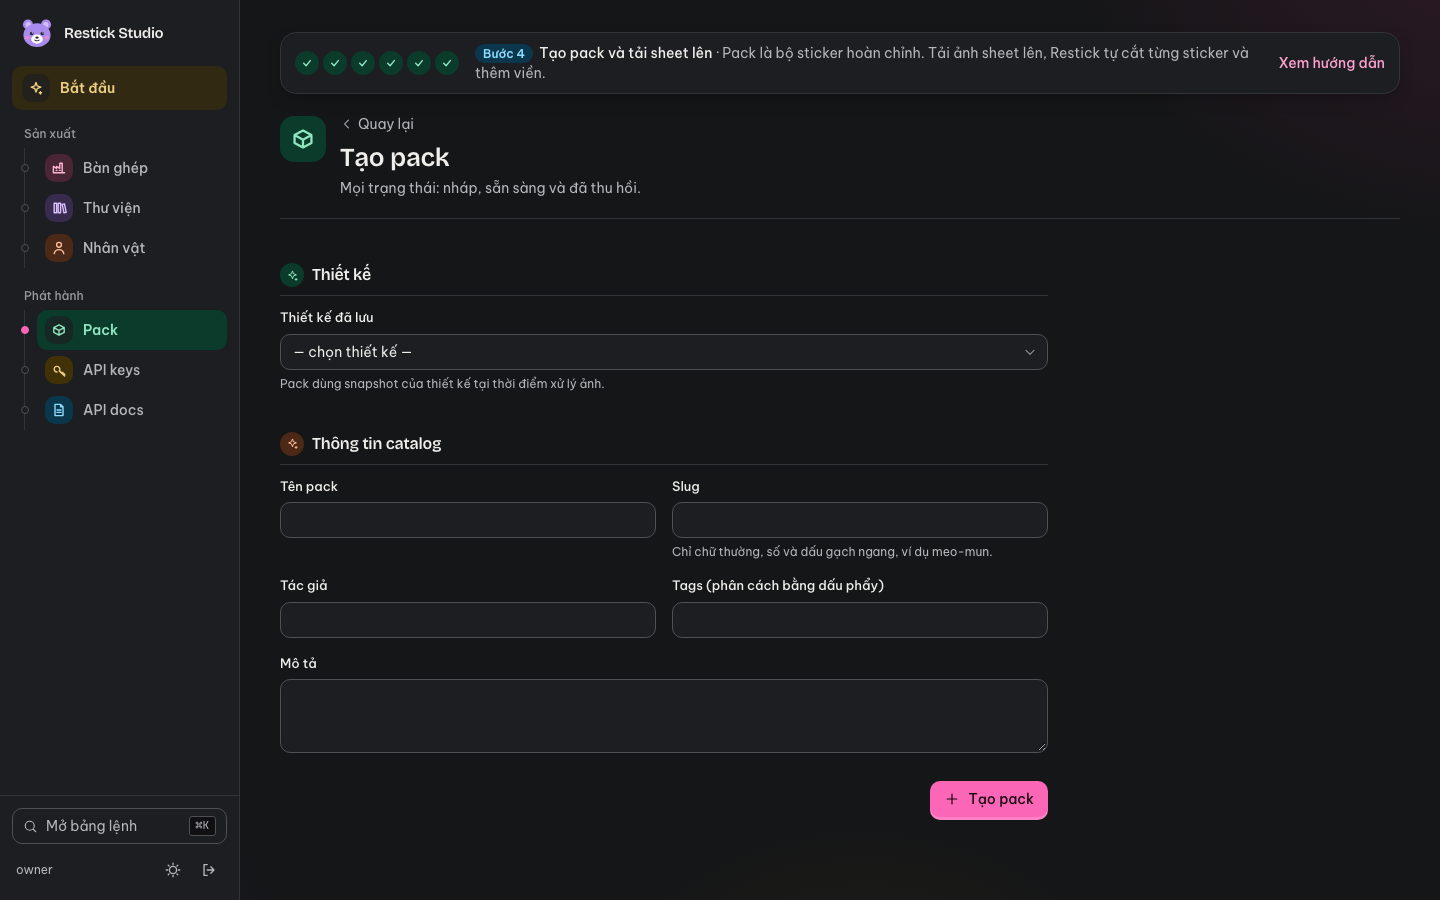 Restick Studio
Bắt đầu
Sản xuất
Bàn ghép
Thư viện
Nhân vật
Phát hành
Pack
API keys
API docs
Mở bảng lệnh
⌘K
owner
Bước 4 Tạo pack và tải sheet lên · Pack là bộ sticker hoàn chỉnh. Tải ảnh sheet lên, Restick tự cắt từng sticker và
thêm viền.
Xem hướng dẫn
Quay lại
Tạo pack
Mọi trạng thái: nháp, sẵn sàng và đã thu hồi.
Thiết kế
Thiết kế đã lưu
— chọn thiết kế —
Pack dùng snapshot của thiết kế tại thời điểm xử lý ảnh.
Thông tin catalog
Tên pack
Slug
Chỉ chữ thường, số và dấu gạch ngang, ví dụ meo-mun.
Tác giả
Tags (phân cách bằng dấu phẩy)
Mô tả
Tạo pack